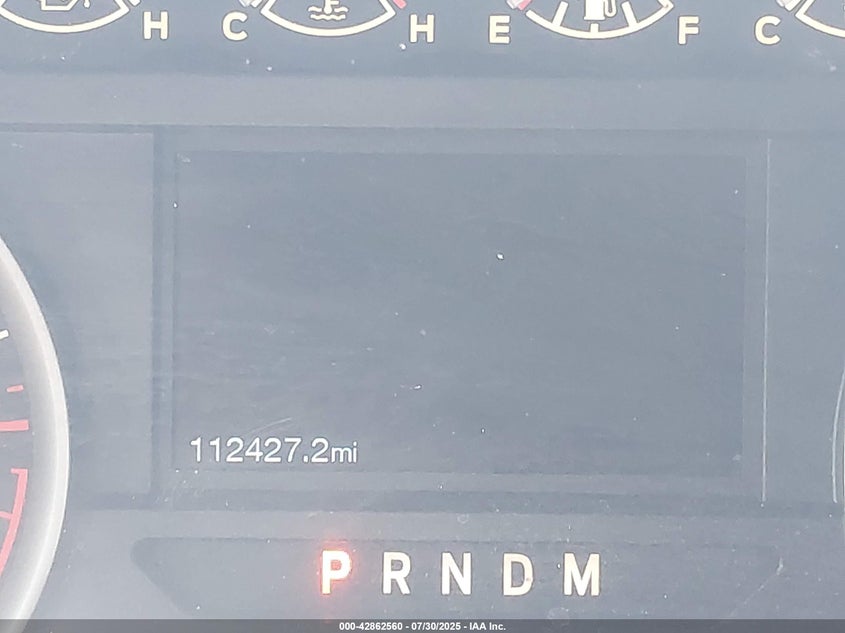 H C H E F C
112427.2mi
P R N D M
000-42862560 - 07/30/2025 - IAA Inc.